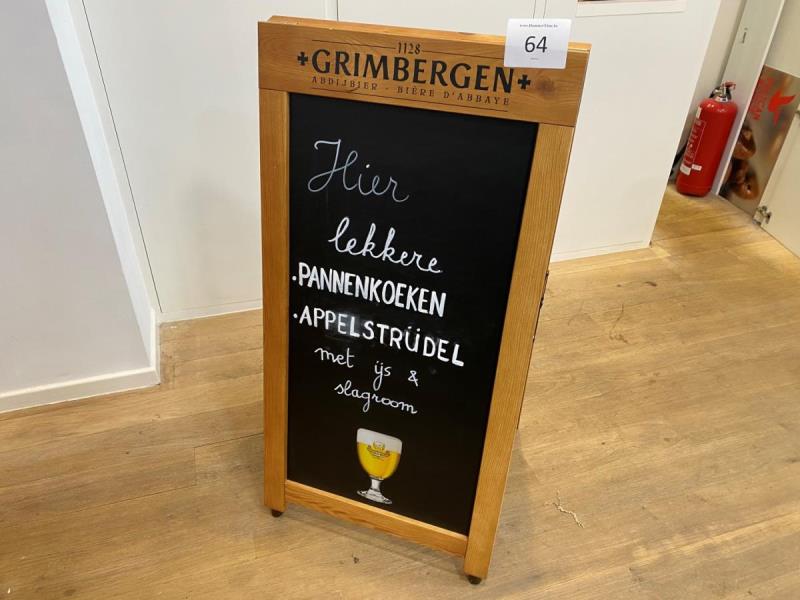 1128
GRIMBERGEN
ABDIJBIER - BIÈRE D'ABBAYE
64
Hier
lekkere
.PANNENKOEKEN
.APPELSTRÜDEL
met ijs &
slagroom